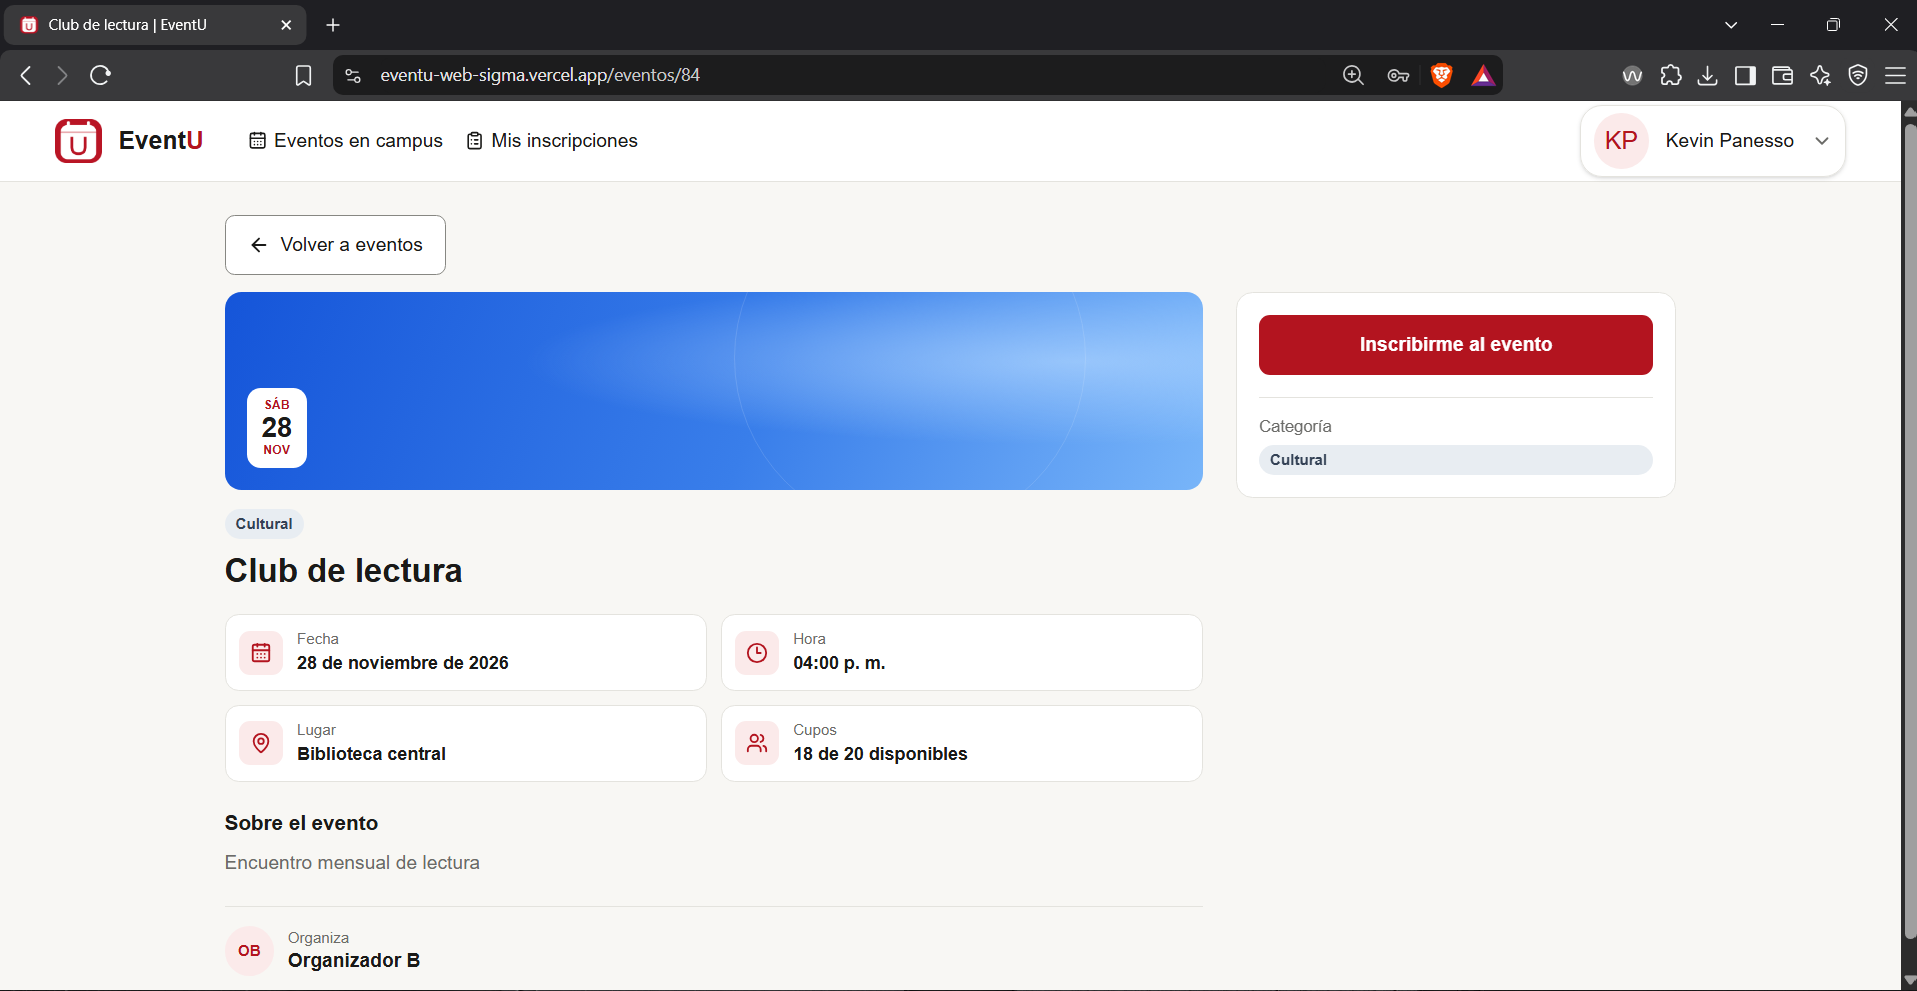 Club de lectura | EventU
eventu-web-sigma.vercel.app/eventos/84
U
EventU
Eventos en campus
Mis inscripciones
KP
Kevin Panesso
Volver a eventos
SÁB
28
NOV
Inscribirme al evento
Categoría
Cultural
Cultural
Club de lectura
Fecha
28 de noviembre de 2026
Hora
04:00 p. m.
Lugar
Biblioteca central
Cupos
18 de 20 disponibles
Sobre el evento
Encuentro mensual de lectura
OB
Organiza
Organizador B